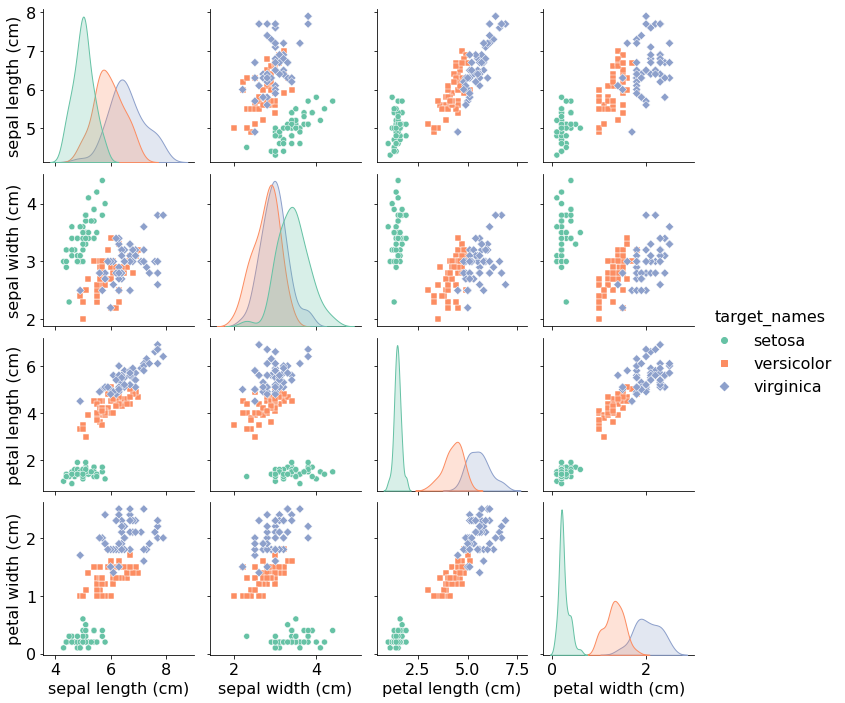 8
7
6
5
sepal length (cm)
4
3
2
sepal width (cm)
6
4
2
petal length (cm)
2
1
0
petal width (cm)
4 6 8
sepal length (cm)
2 4
sepal width (cm)
2.5 5.0 7.5
petal length (cm)
0 2
petal width (cm)
target_names
setosa
versicolor
virginica